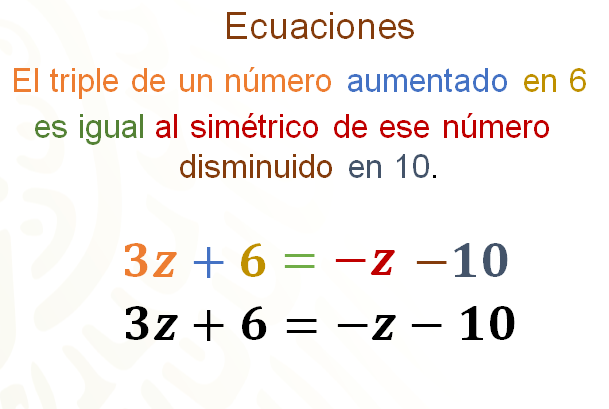 Ecuaciones
El triple de un número aumentado en 6
es igual al simétrico de ese número
disminuido en 10.
3z + 6 = −z −10
3z + 6 = −z − 10